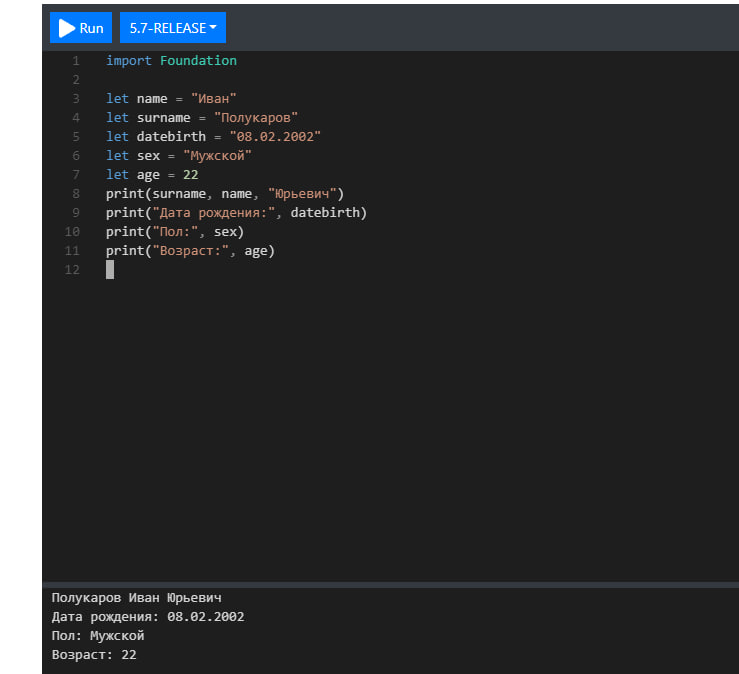 Run 5.7-RELEASE
1 import Foundation
2
3 let name = "Иван"
4 let surname = "Полукаров"
5 let datebirth = "08.02.2002"
6 let sex = "Мужской"
7 let age = 22
8 print(surname, name, "Юрьевич")
9 print("Дата рождения:", datebirth)
10 print("Пол:", sex)
11 print("Возраст:", age)
12
Полукаров Иван Юрьевич
Дата рождения: 08.02.2002
Пол: Мужской
Возраст: 22